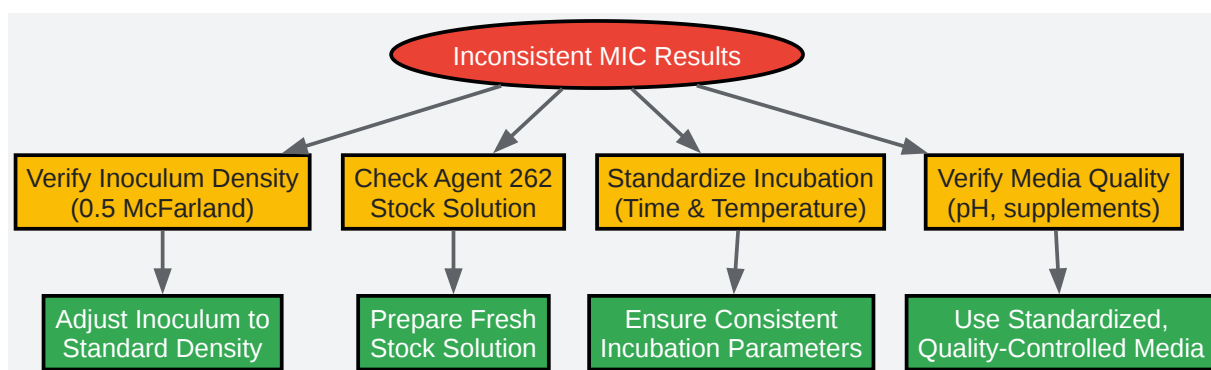 Inconsistent MIC Results
Verify Inoculum Density
(0.5 McFarland)
Check Agent 262
Stock Solution
Standardize Incubation
(Time & Temperature)
Verify Media Quality
(pH, supplements)
Adjust Inoculum to
Standard Density
Prepare Fresh
Stock Solution
Ensure Consistent
Incubation Parameters
Use Standardized,
Quality-Controlled Media